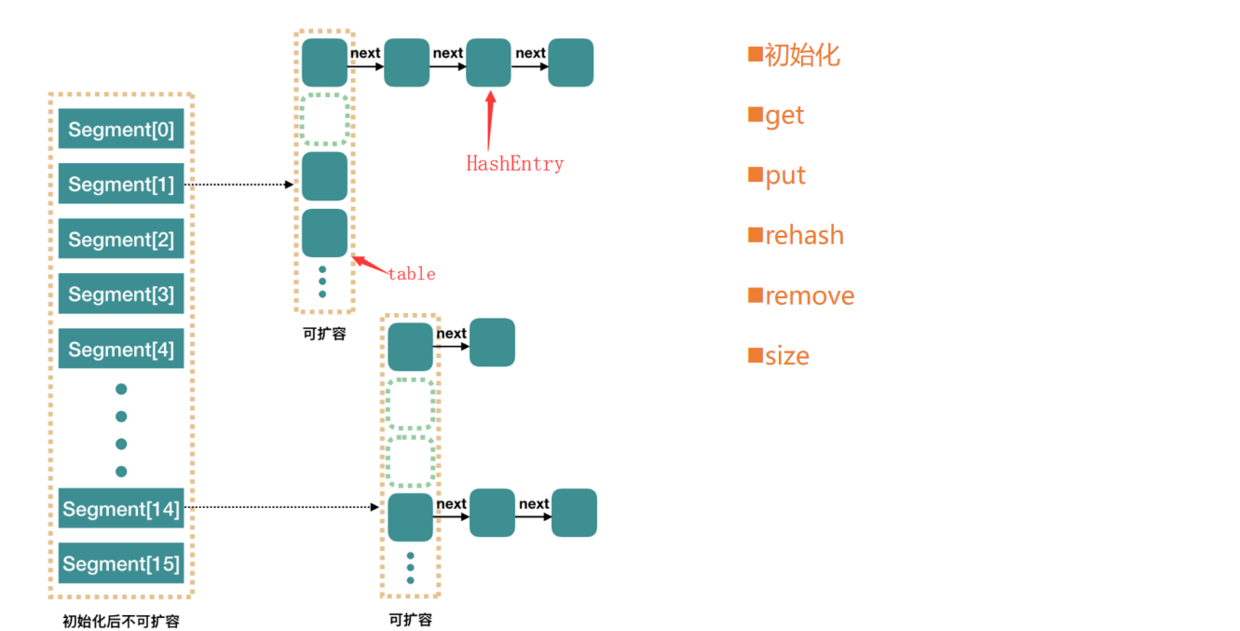 Segment[0]
Segment[1]
Segment[2]
Segment[3]
Segment[4]
Segment[14]
Segment[15]
初始化后不可扩容
next next next
HashEntry
table
可扩容
next
next next
可扩容
■初始化
■get
■put
■rehash
■remove
■size